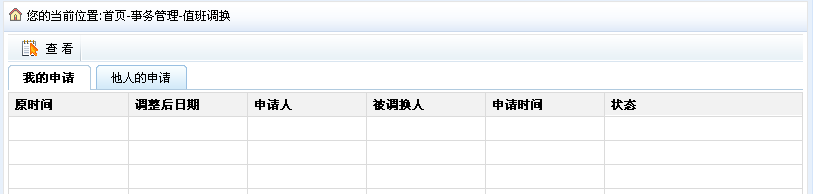 您的当前位置:首页-事务管理-值班调换
查 看
我的申请 他人的申请
原时间 调整后日期 申请人 被调换人 申请时间 状态